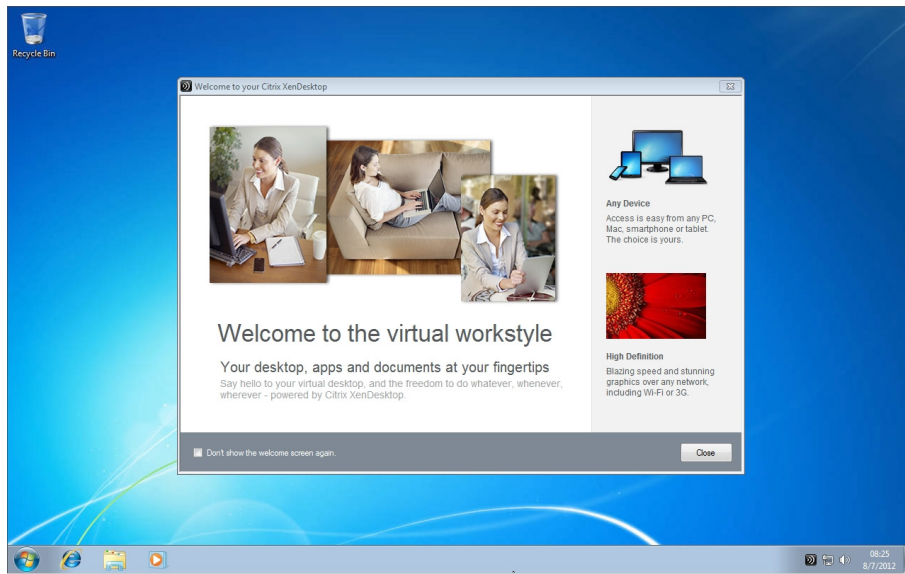 Recycle Bin
Welcome to your Citrix XenDesktop
Any Device
Access is easy from any PC,
Mac, smartphone or tablet.
The choice is yours.
Welcome to the virtual workstyle
Your desktop, apps and documents at your fingertips
Say hello to your virtual desktop, and the freedom to do whatever, whenever,
wherever - powered by Citrix XenDesktop.
High Definition
Blazing speed and stunning
graphics over any network,
including Wi-Fi or 3G.
Don't show the welcome screen again.
Close
08:25
8/7/2012